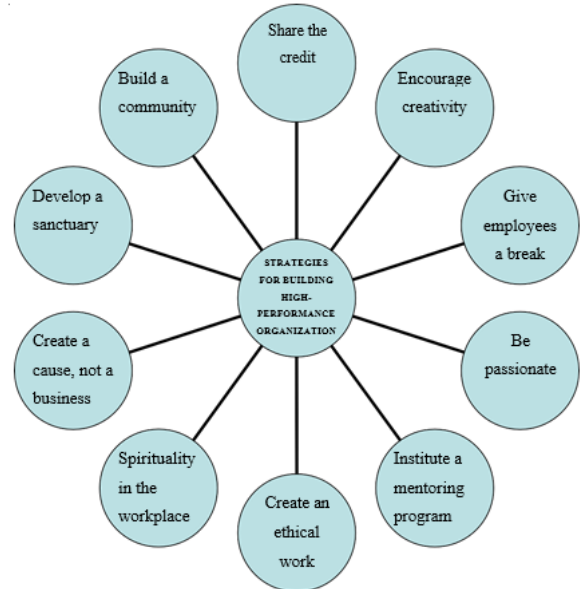 Share the
credit
Encourage
creativity
Give
employees
a break
Be
passionate
Institute a
mentoring
program
Create an
ethical
work
Spirituality
in the
workplace
Create a
cause, not a
business
Develop a
sanctuary
Build a
community
STRATEGIES
FOR BUILDING
HIGH-
PERFORMANCE
ORGANIZATION